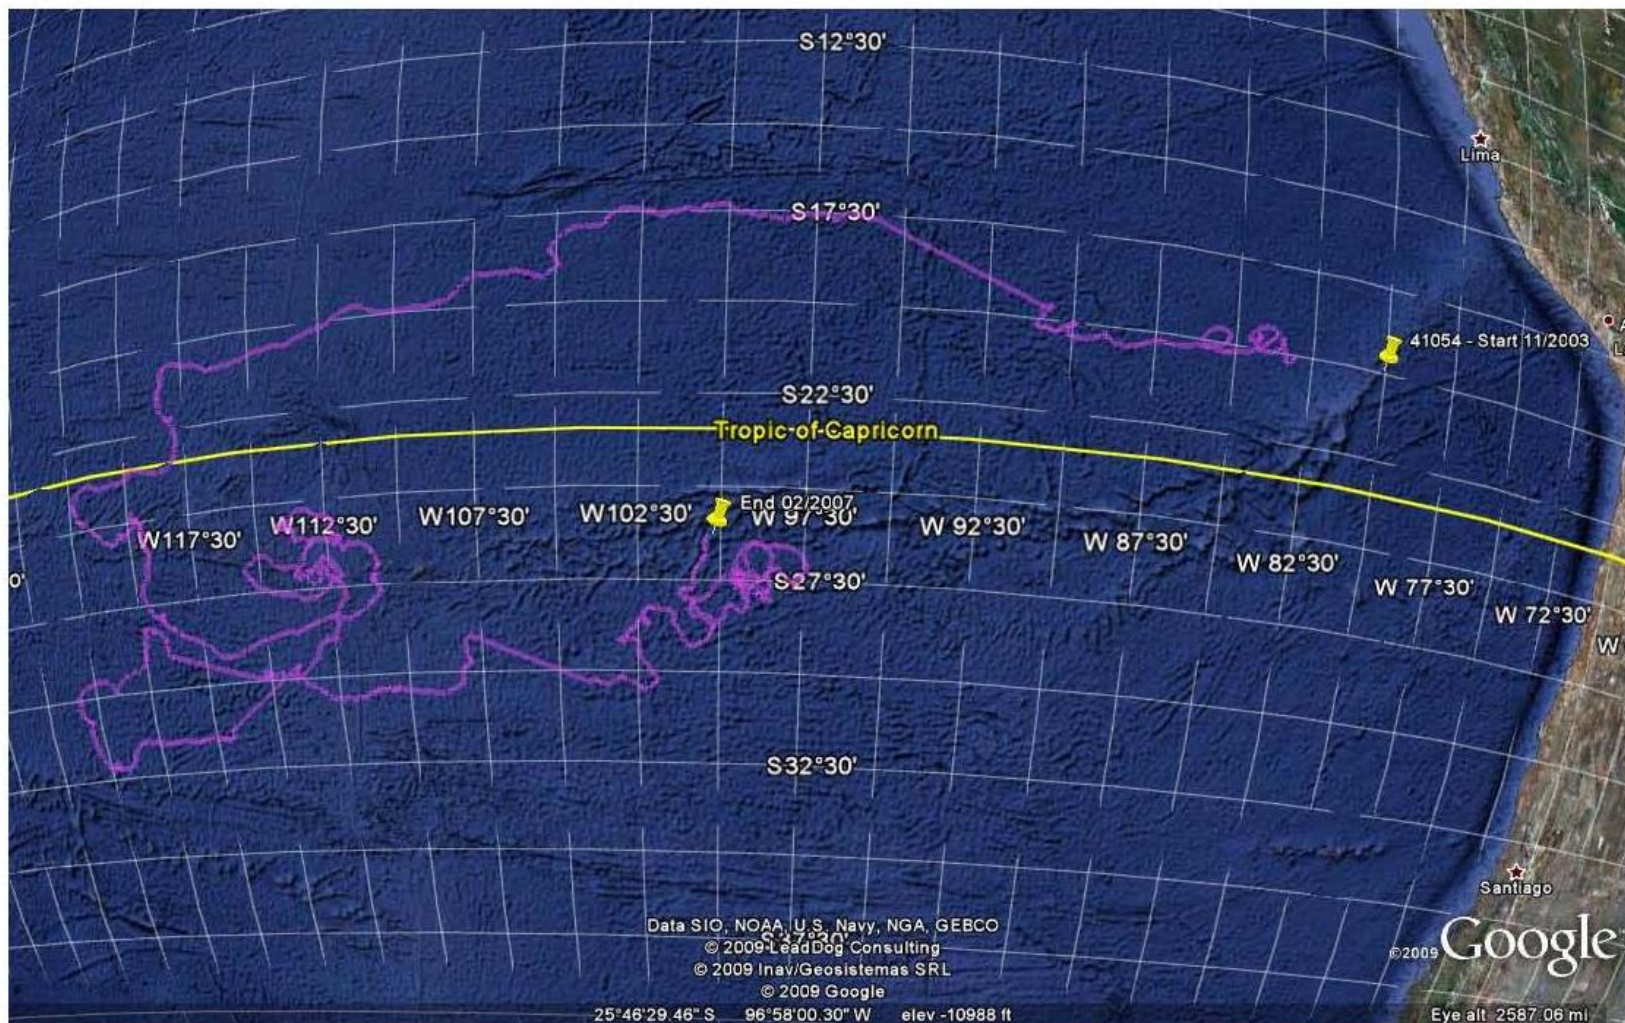 S12°30'
Lima
S17°30'
41054 - Start 11/2003
S22°30'
Tropic of Capricorn
End 02/2007
W117°30'
W112°30'
W107°30'
W102°30'
W 97°30'
W 92°30'
W 87°30'
W 82°30'
W 77°30'
W 72°30'
W
0'
S27°30'
S32°30'
Santiago
Data SIO, NOAA, U.S. Navy, NGA, GEBCO
S37°30'
© 2009 LeadDog Consulting
© 2009 Inav/Geosistemas SRL
© 2009 Google
©2009 Google
25°46'29.46" S 96°58'00.30" W elev -10988 ft
Eye alt 2587.06 mi